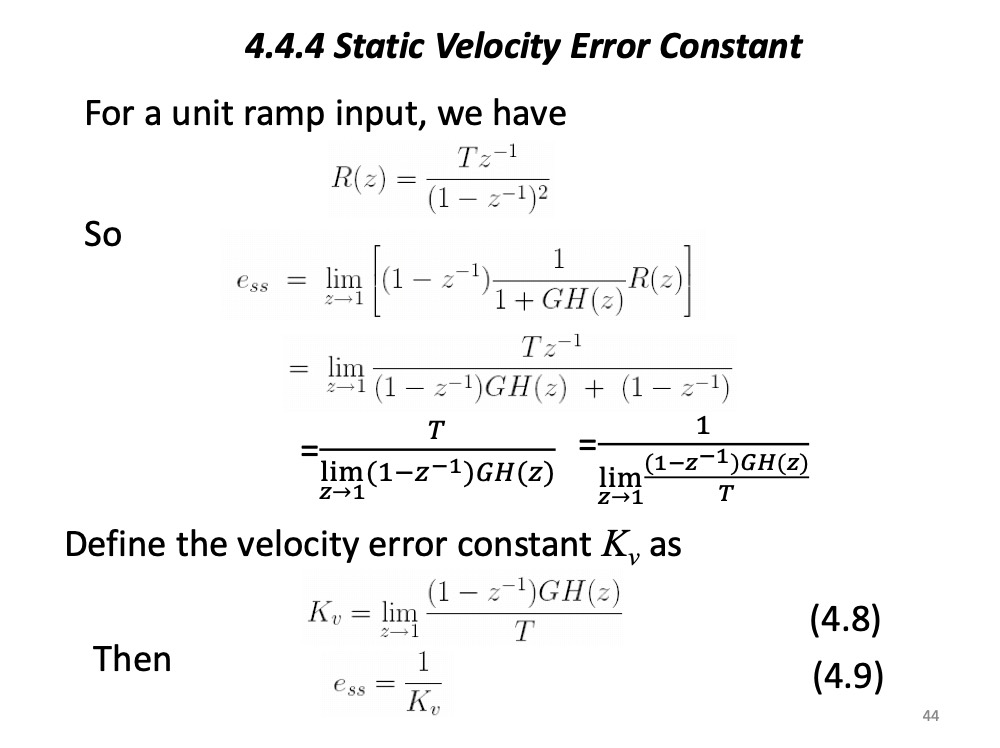 4.4.4 Static Velocity Error Constant
For a unit ramp input, we have
R(z) = Tz⁻¹ / (1 − z⁻¹)²
So
e_ss = lim_{z→1} [(1 − z⁻¹) 1 / (1 + GH(z)) R(z)]
= lim_{z→1} Tz⁻¹ / ((1 − z⁻¹)GH(z) + (1 − z⁻¹))
= T / (lim_{z→1} (1−z⁻¹)GH(z)) = 1 / (lim_{z→1} (1−z⁻¹)GH(z) / T)
Define the velocity error constant K_v as
K_v = lim_{z→1} (1 − z⁻¹)GH(z) / T (4.8)
Then
e_ss = 1 / K_v (4.9)
44